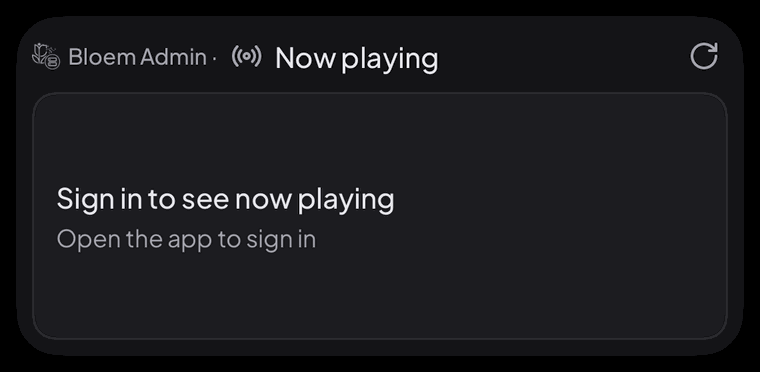 Bloem Admin · Now playing
Sign in to see now playing
Open the app to sign in